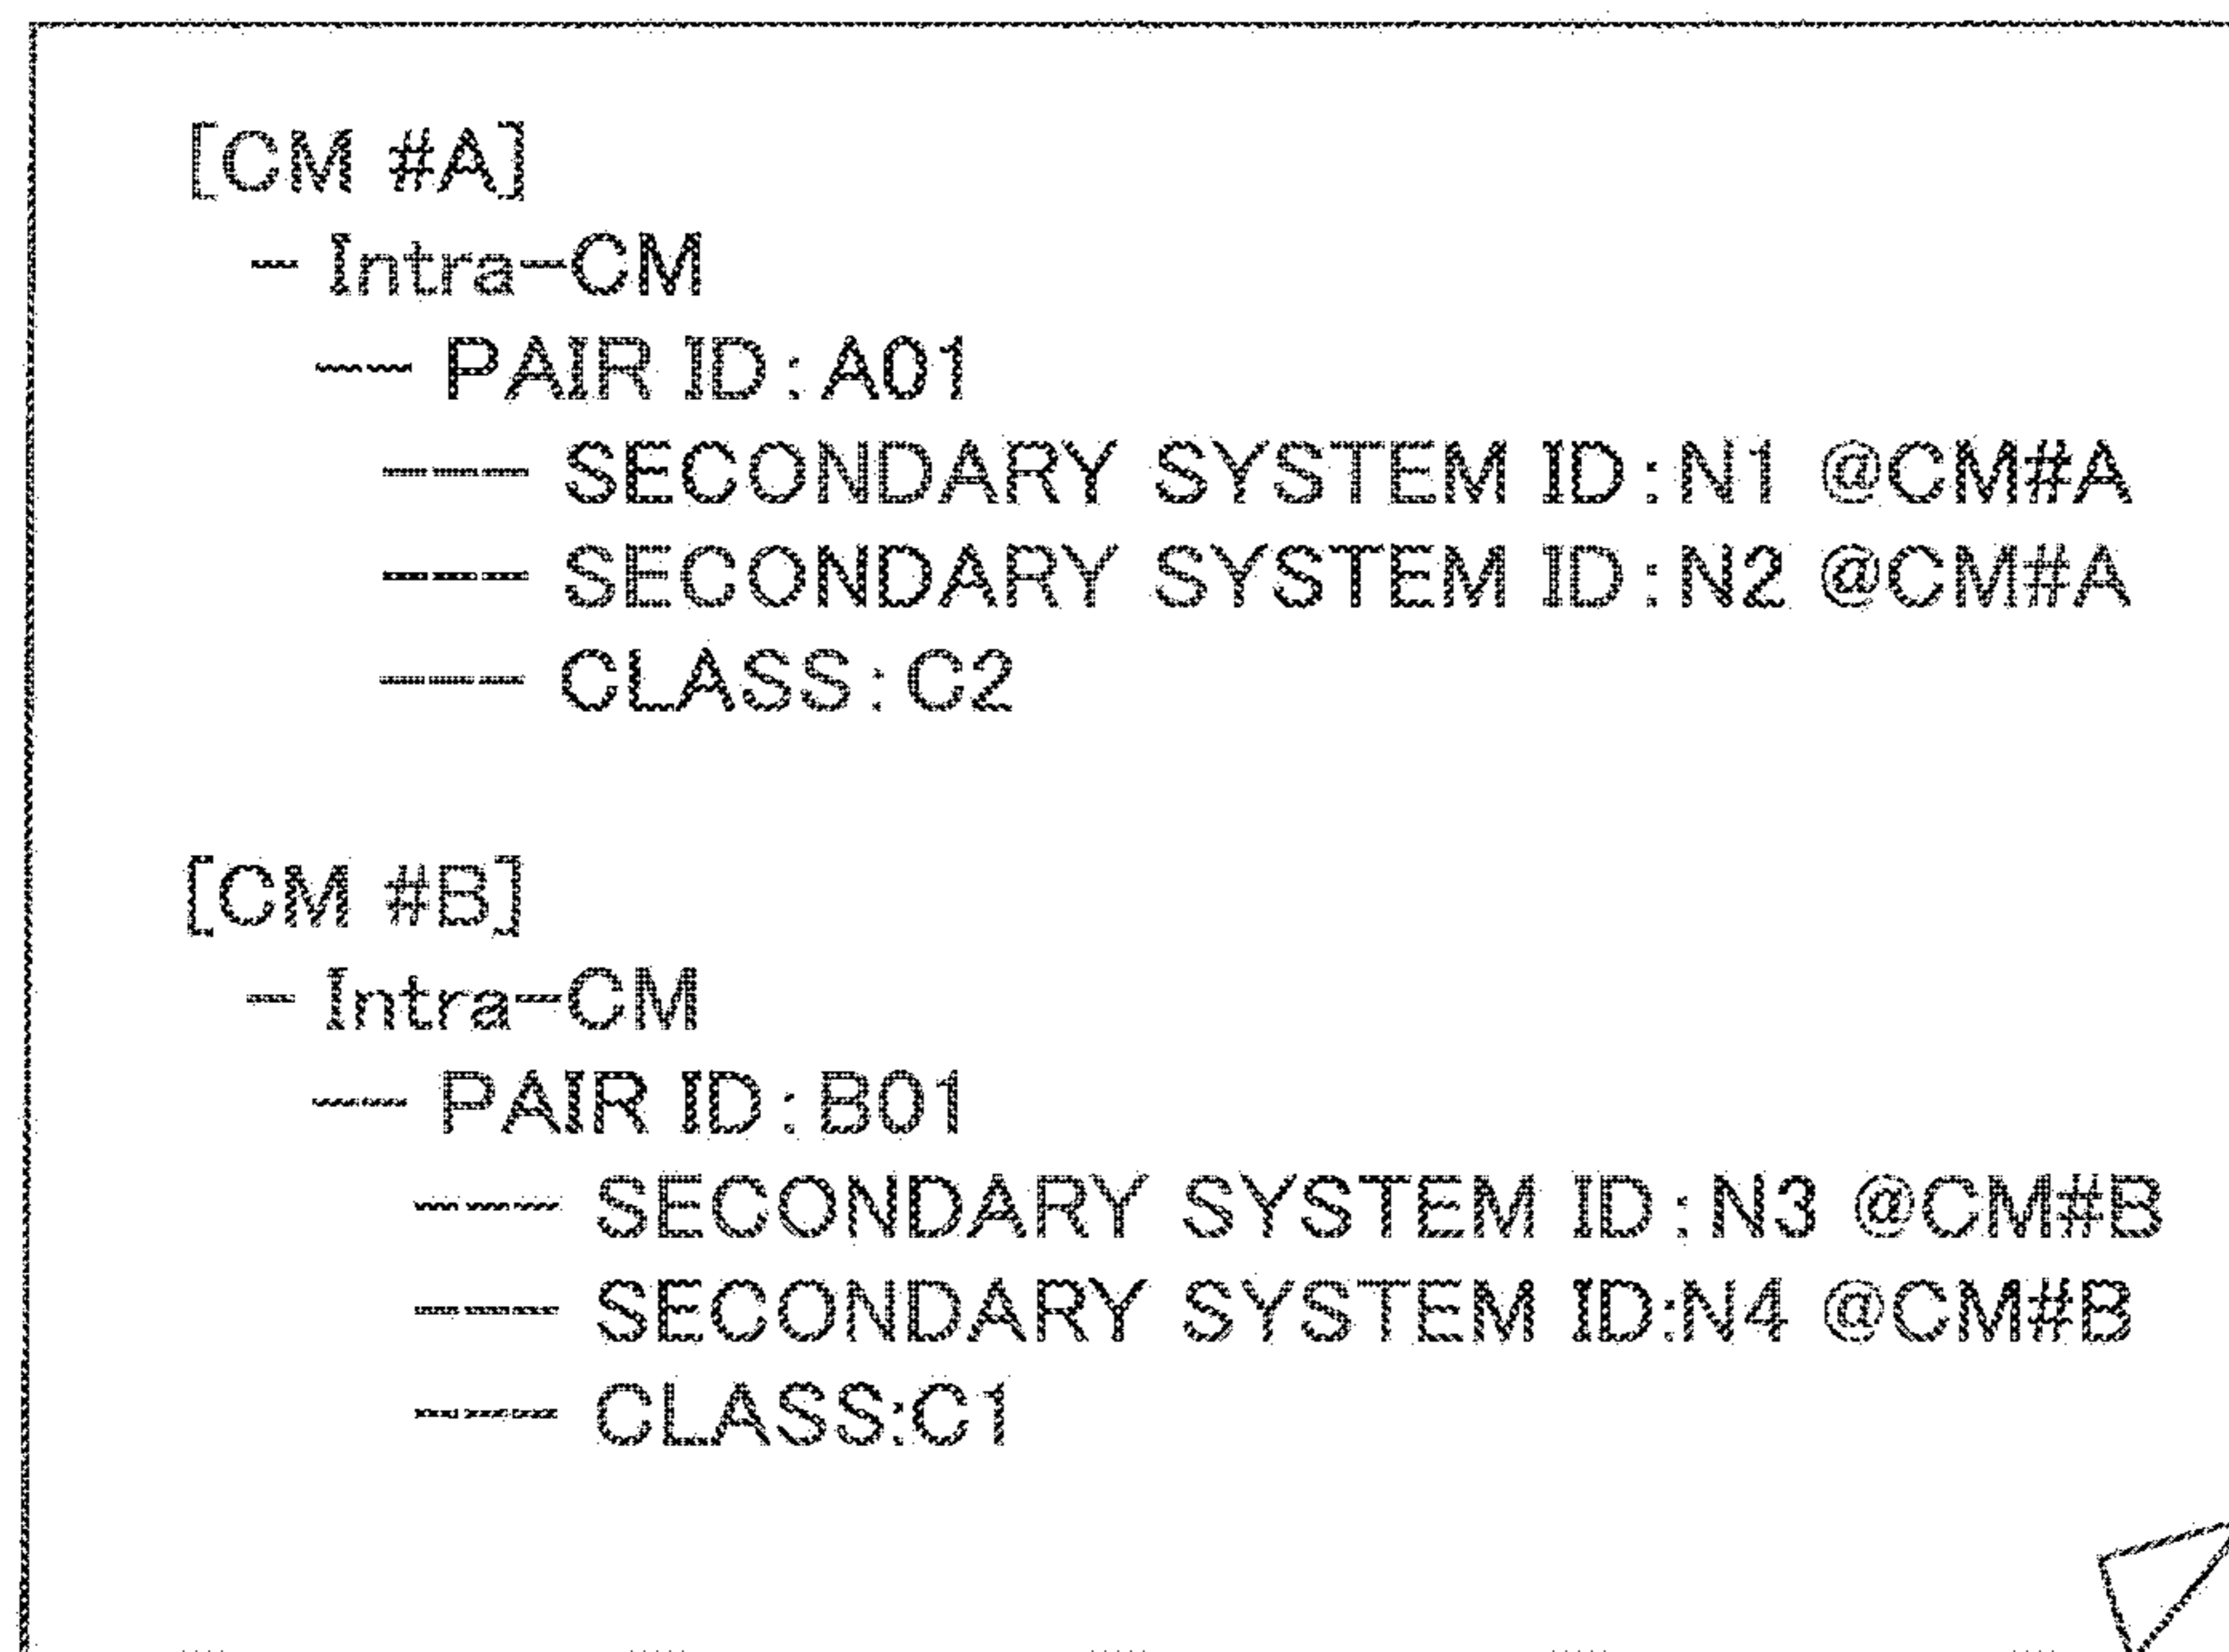 [CM #A]
- Intra-CM
-- PAIR ID : A01
--- SECONDARY SYSTEM ID : N1 @CM#A
--- SECONDARY SYSTEM ID : N2 @CM#A
--- CLASS : C2
[CM #B]
- Intra-CM
-- PAIR ID : B01
--- SECONDARY SYSTEM ID : N3 @CM#B
--- SECONDARY SYSTEM ID:N4 @CM#B
--- CLASS:C1